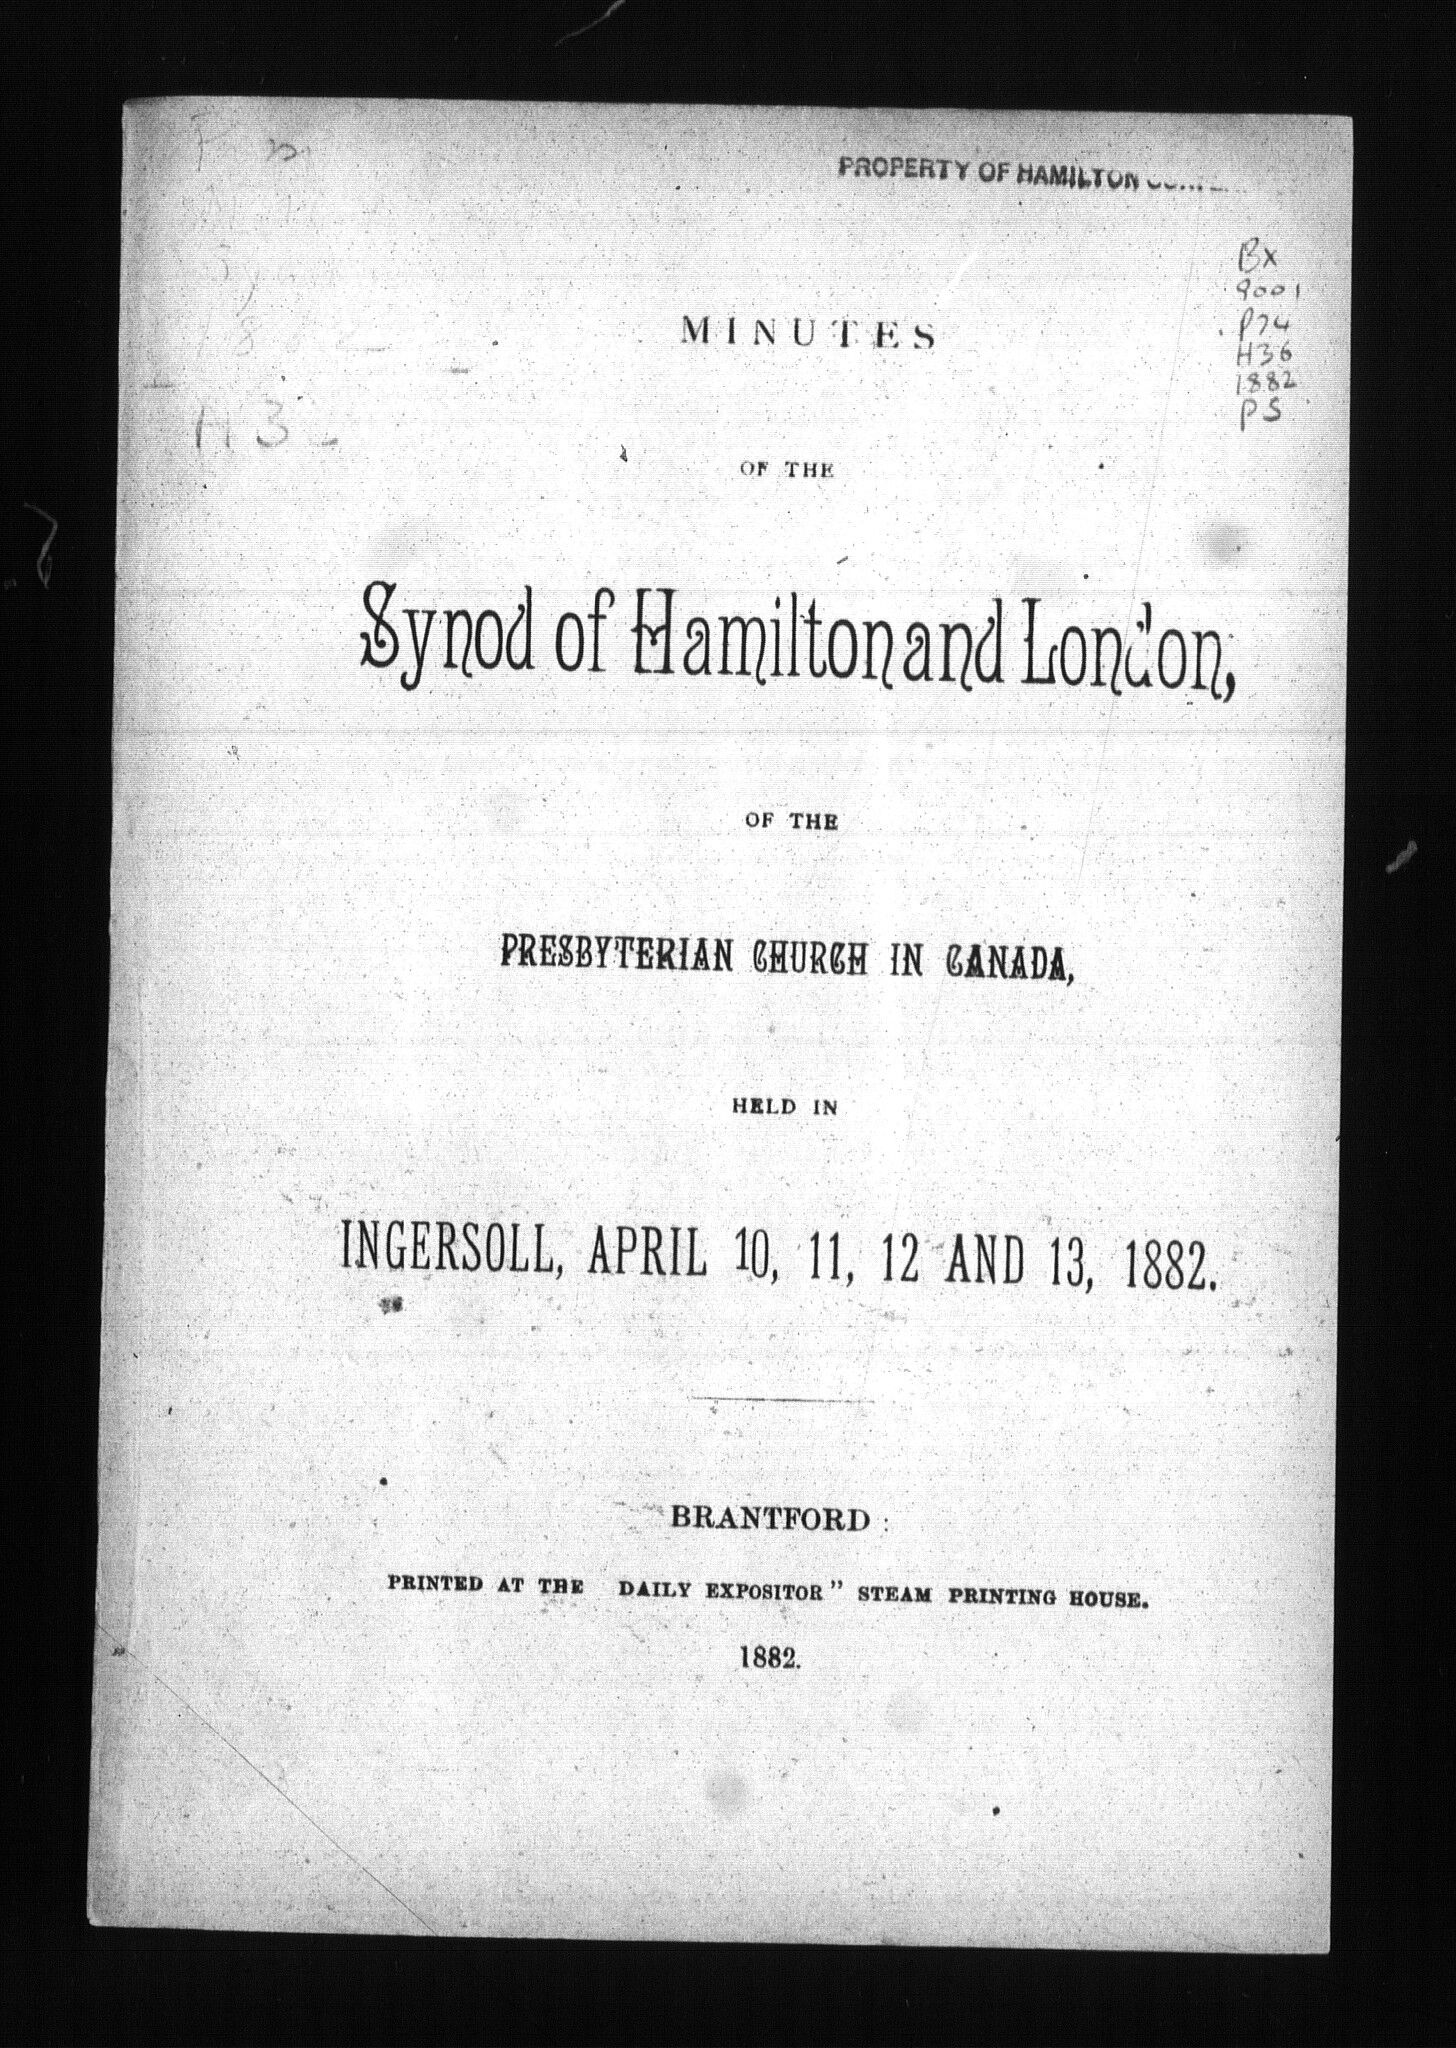 PROPERTY OF HAMILTON
BX
9001
P74
H36
1882
PS
MINUTES
OF THE
Synod of Hamilton and London,
OF THE
PRESBYTERIAN CHURCH IN CANADA,
HELD IN
INGERSOLL, APRIL 10, 11, 12 AND 13, 1882.
BRANTFORD:
PRINTED AT THE DAILY EXPOSITOR" STEAM PRINTING HOUSE.
1882.